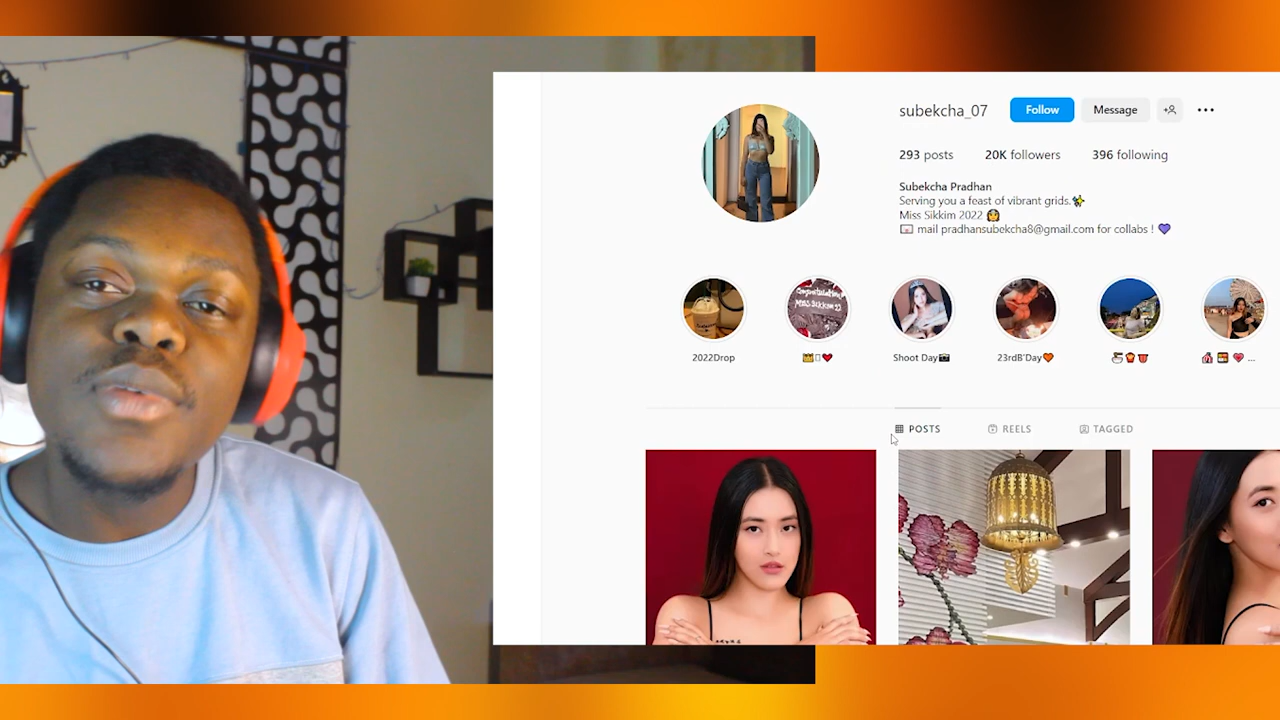 subekcha_07 Follow Message
293 posts 20K followers 396 following
Subekcha Pradhan
Serving you a feast of vibrant grids.✨
Miss Sikkim 2022 👸
💌 mail pradhansubekcha8@gmail.com for collabs ! 💜
2022Drop
Shoot Day📷
23rdB'Day🧡
POSTS REELS TAGGED